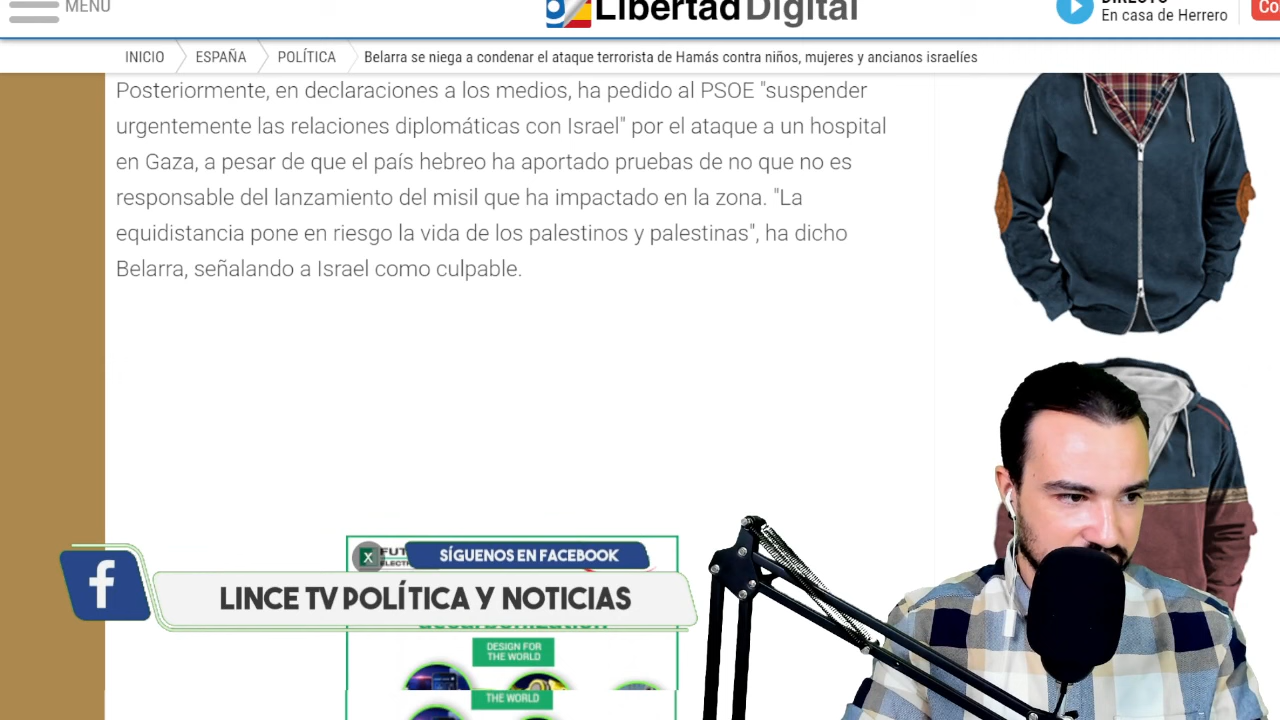 MENÚ
Libertad Digital
DIRECTO
En casa de Herrero
Co
INICIO
ESPAÑA
POLÍTICA
Belarra se niega a condenar el ataque terrorista de Hamás contra niños, mujeres y ancianos israelíes
Posteriormente, en declaraciones a los medios, ha pedido al PSOE "suspender
urgentemente las relaciones diplomáticas con Israel" por el ataque a un hospital
en Gaza, a pesar de que el país hebreo ha aportado pruebas de no que no es
responsable del lanzamiento del misil que ha impactado en la zona. "La
equidistancia pone en riesgo la vida de los palestinos y palestinas", ha dicho
Belarra, señalando a Israel como culpable.
SÍGUENOS EN FACEBOOK
LINCE TV POLÍTICA Y NOTICIAS
DESIGN FOR
THE WORLD
THE WORLD